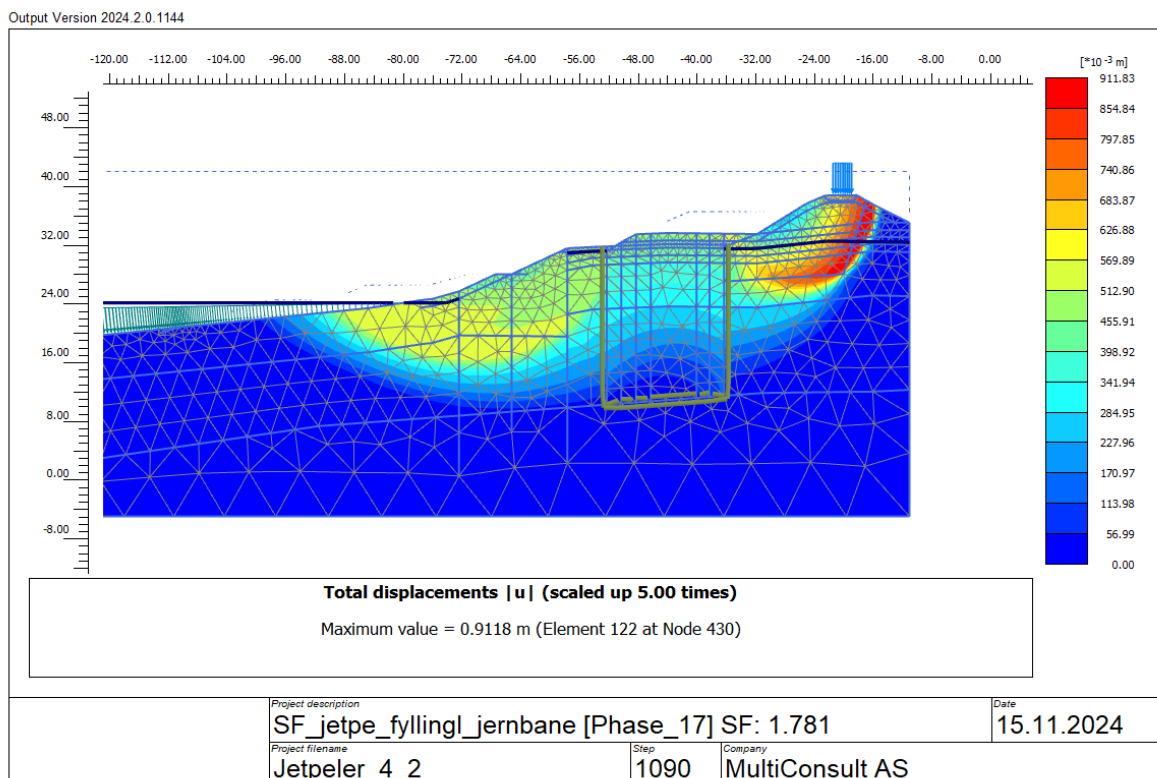 Output Version 2024.2.0.1144
-120.00 -112.00 -104.00 -96.00 -88.00 -80.00 -72.00 -64.00 -56.00 -48.00 -40.00 -32.00 -24.00 -16.00 -8.00 0.00
[*10⁻³ m]
911.83
854.84
797.85
740.86
683.87
626.88
569.89
512.90
455.91
398.92
341.94
284.95
227.96
170.97
113.98
56.99
0.00
48.00
40.00
32.00
24.00
16.00
8.00
0.00
-8.00
Total displacements |u| (scaled up 5.00 times)
Maximum value = 0.9118 m (Element 122 at Node 430)
Project description
SF_jetpe_fyllingl_jernbane [Phase_17] SF: 1.781
Date
15.11.2024
Project filename
Jetpeler_4_2
Step
1090
Company
MultiConsult AS